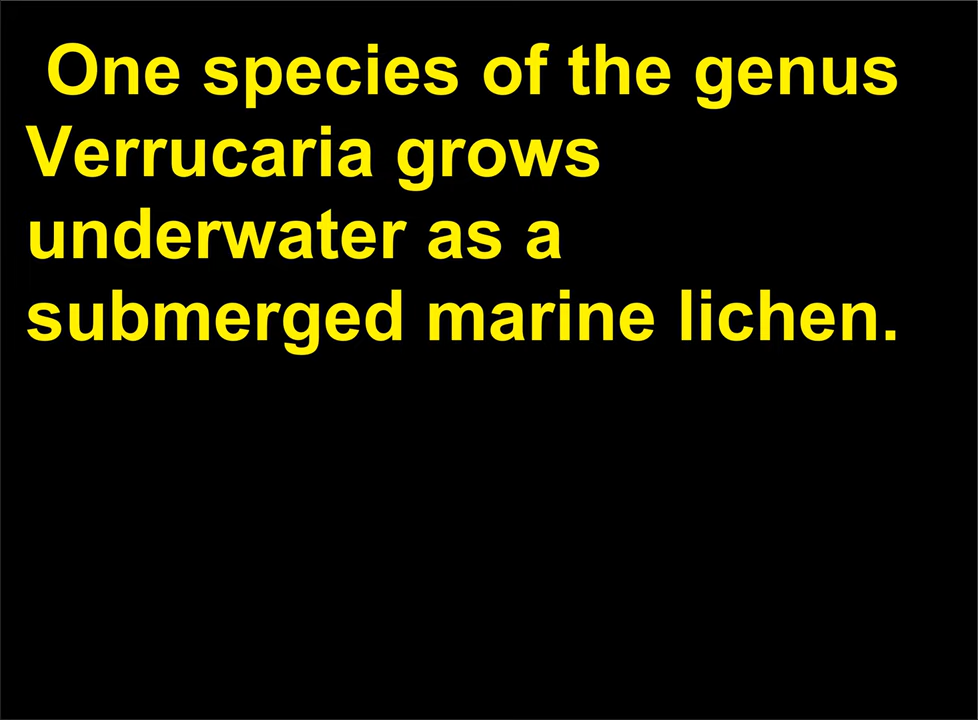 One species of the genus
Verrucaria grows
underwater as a
submerged marine lichen.